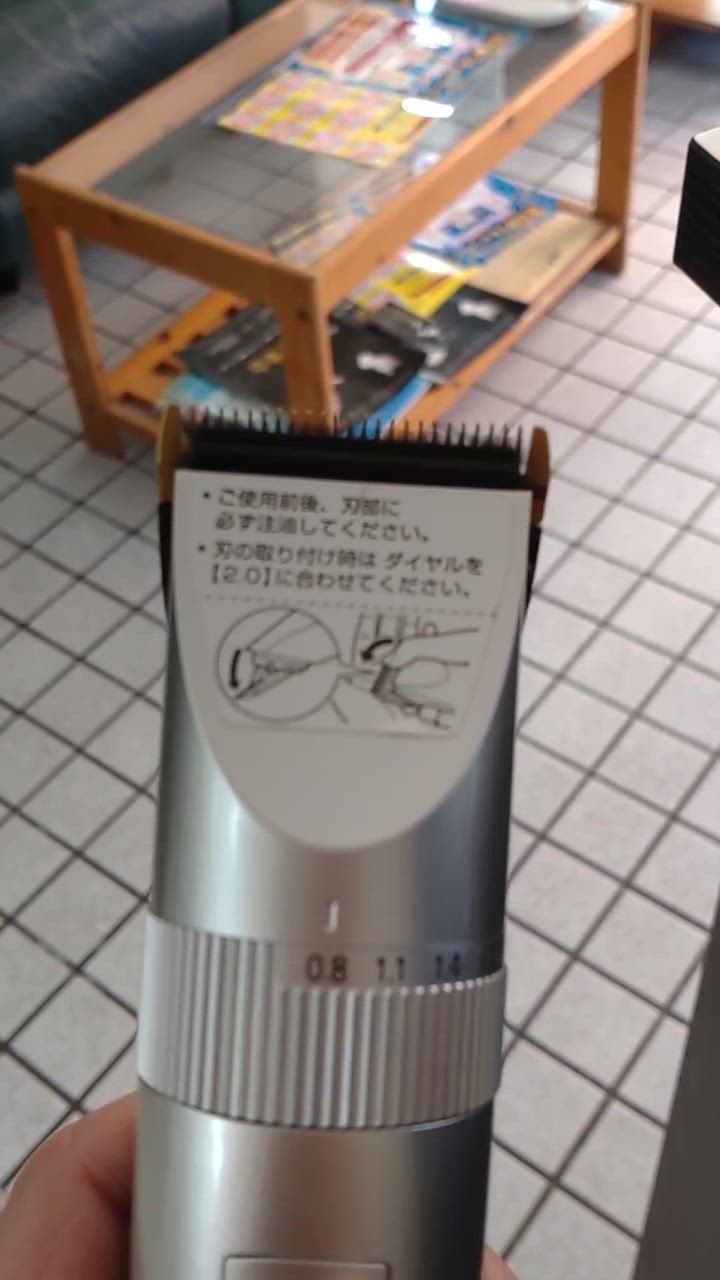 ・ご使用前後、刃部に
必ず注油してください。
・刃の取り付け時は ダイヤルを
【2.0】に合わせてください。
0.8 1.1 1.4